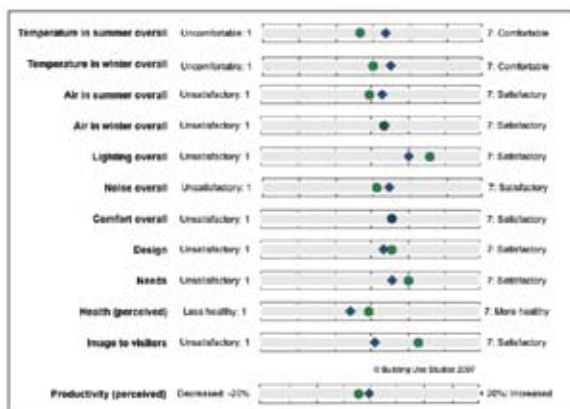 Temperature in summer overall Uncomfortable: 1 7: Comfortable
Temperature in winter overall Uncomfortable: 1 7: Comfortable
Air in summer overall Unsatisfactory: 1 7: Satisfactory
Air in winter overall Unsatisfactory: 1 7: Satisfactory
Lighting overall Unsatisfactory: 1 7: Satisfactory
Noise overall Unsatisfactory: 1 7: Satisfactory
Comfort overall Unsatisfactory: 1 7: Satisfactory
Design Unsatisfactory: 1 7: Satisfactory
Needs Unsatisfactory: 1 7: Satisfactory
Health (perceived) Less healthy: 1 7: More healthy
Image to visitors Unsatisfactory: 1 7: Satisfactory
© Building Use Studies 2007
Productivity (perceived) Decreased: -20% + 20%: Increased